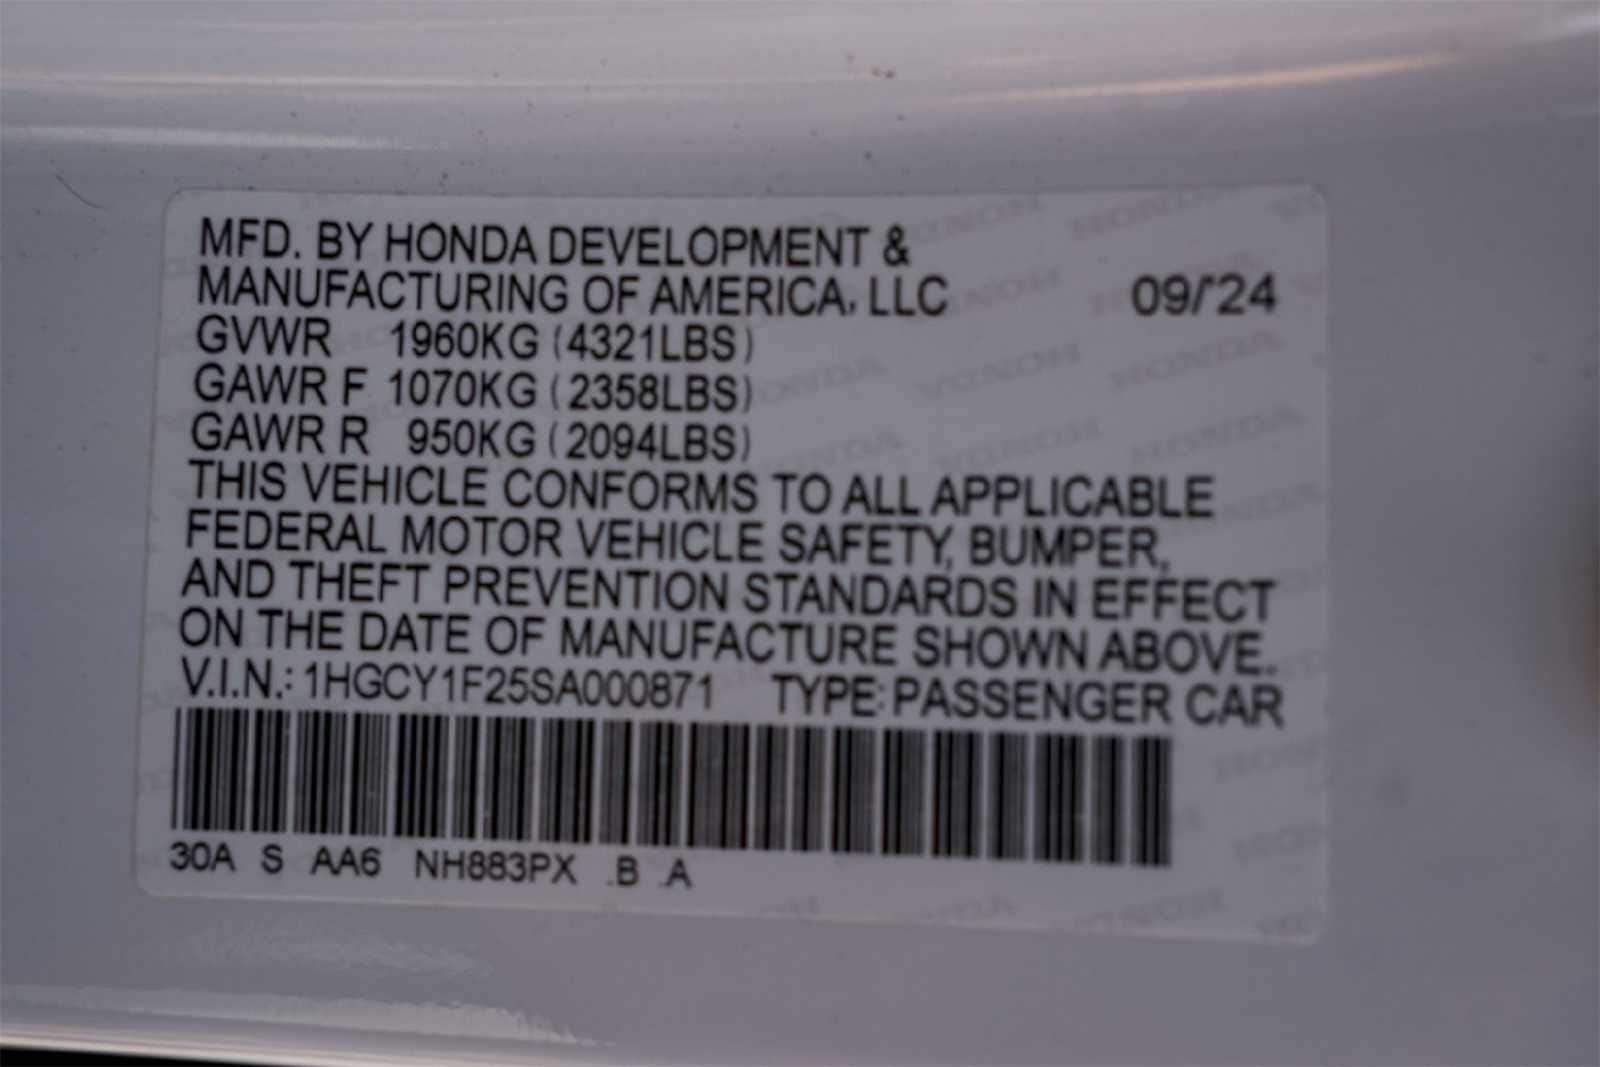 MFD. BY HONDA DEVELOPMENT &
MANUFACTURING OF AMERICA, LLC 09/'24
GVWR 1960KG (4321LBS)
GAWR F 1070KG (2358LBS)
GAWR R 950KG (2094LBS)
THIS VEHICLE CONFORMS TO ALL APPLICABLE
FEDERAL MOTOR VEHICLE SAFETY, BUMPER,
AND THEFT PREVENTION STANDARDS IN EFFECT
ON THE DATE OF MANUFACTURE SHOWN ABOVE.
V.I.N.: 1HGCY1F25SA000871 TYPE: PASSENGER CAR
30A S AA6 NH883PX .B .A